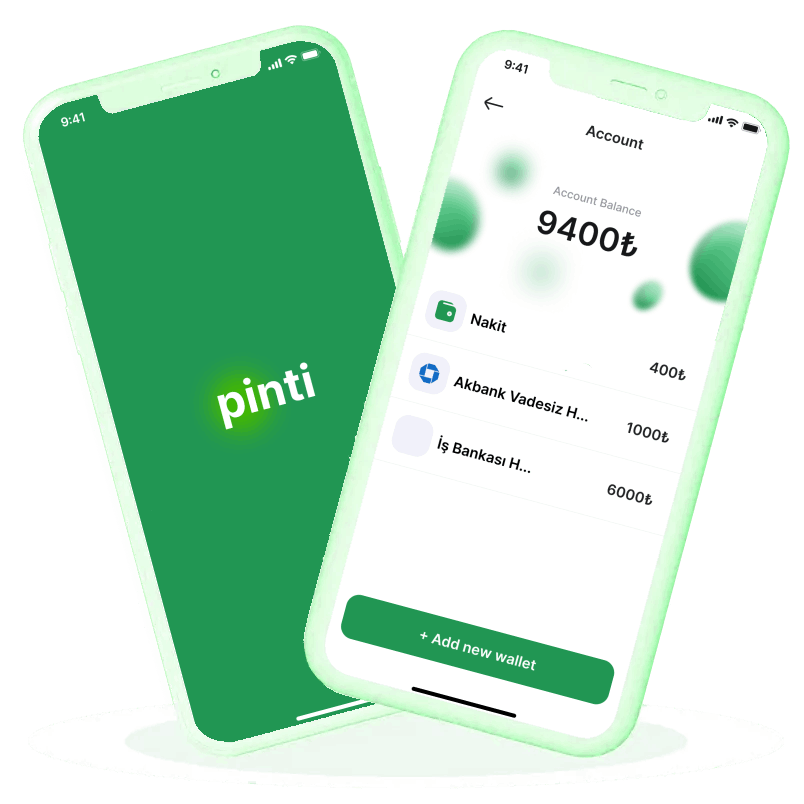 9:41
pinti
9:41
Account
Account Balance
9400₺
Nakit
400₺
Akbank Vadesiz H...
1000₺
İş Bankası H...
6000₺
+ Add new wallet